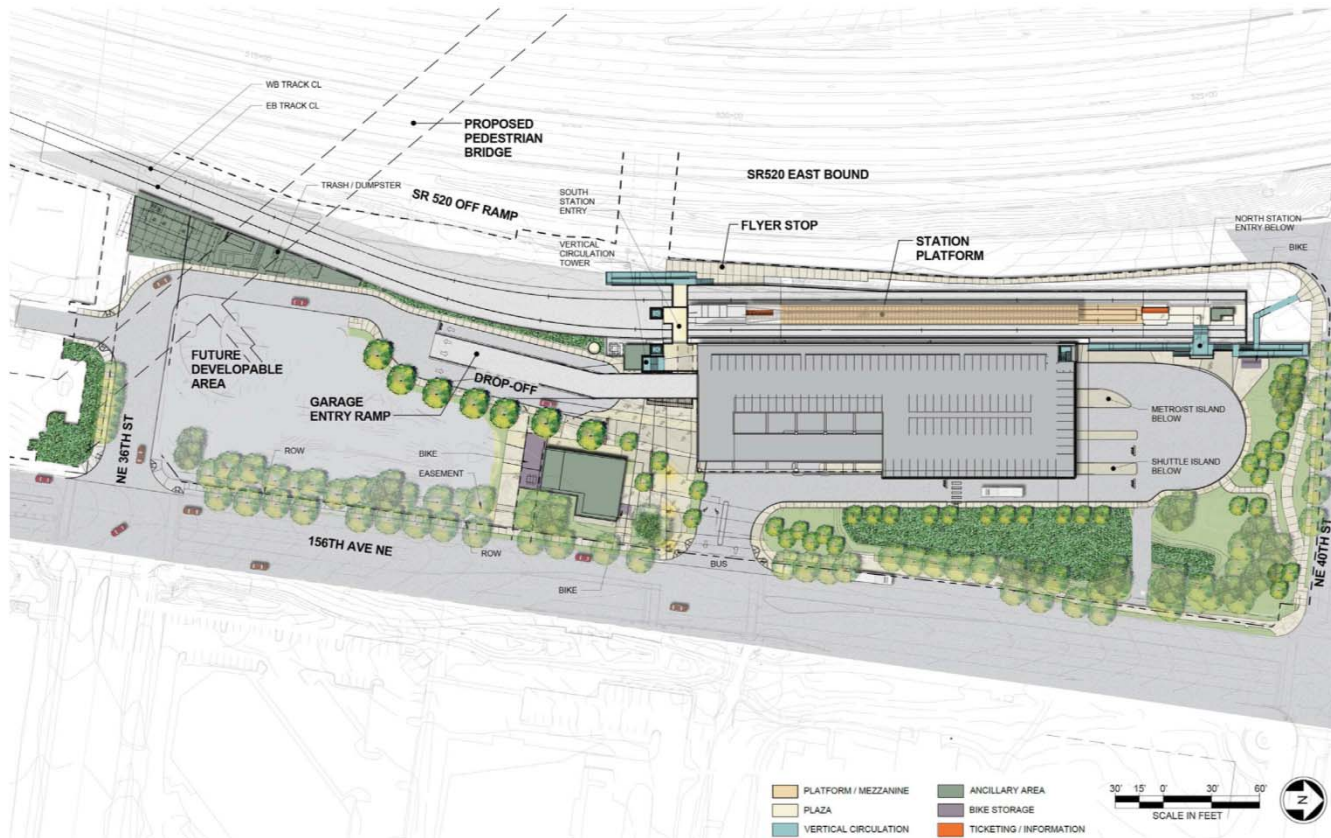 WB TRACK CL
EB TRACK CL
PROPOSED
PEDESTRIAN
BRIDGE
TRASH / DUMPSTER
SR 520 OFF RAMP
SOUTH
STATION
ENTRY
VERTICAL
CIRCULATION
TOWER
FLYER STOP
SR520 EAST BOUND
STATION
PLATFORM
NORTH STATION
ENTRY BELOW
BIKE
FUTURE
DEVELOPABLE
AREA
GARAGE
ENTRY RAMP
DROP-OFF
METRO/ST ISLAND
BELOW
SHUTTLE ISLAND
BELOW
NE 36TH ST
ROW
BIKE
EASEMENT
156TH AVE NE
ROW
BIKE
BUS
NE 40TH ST
PLATFORM / MEZZANINE
PLAZA
VERTICAL CIRCULATION
ANCILLARY AREA
BIKE STORAGE
TICKETING / INFORMATION
30' 15' 0' 30' 60'
SCALE IN FEET
N